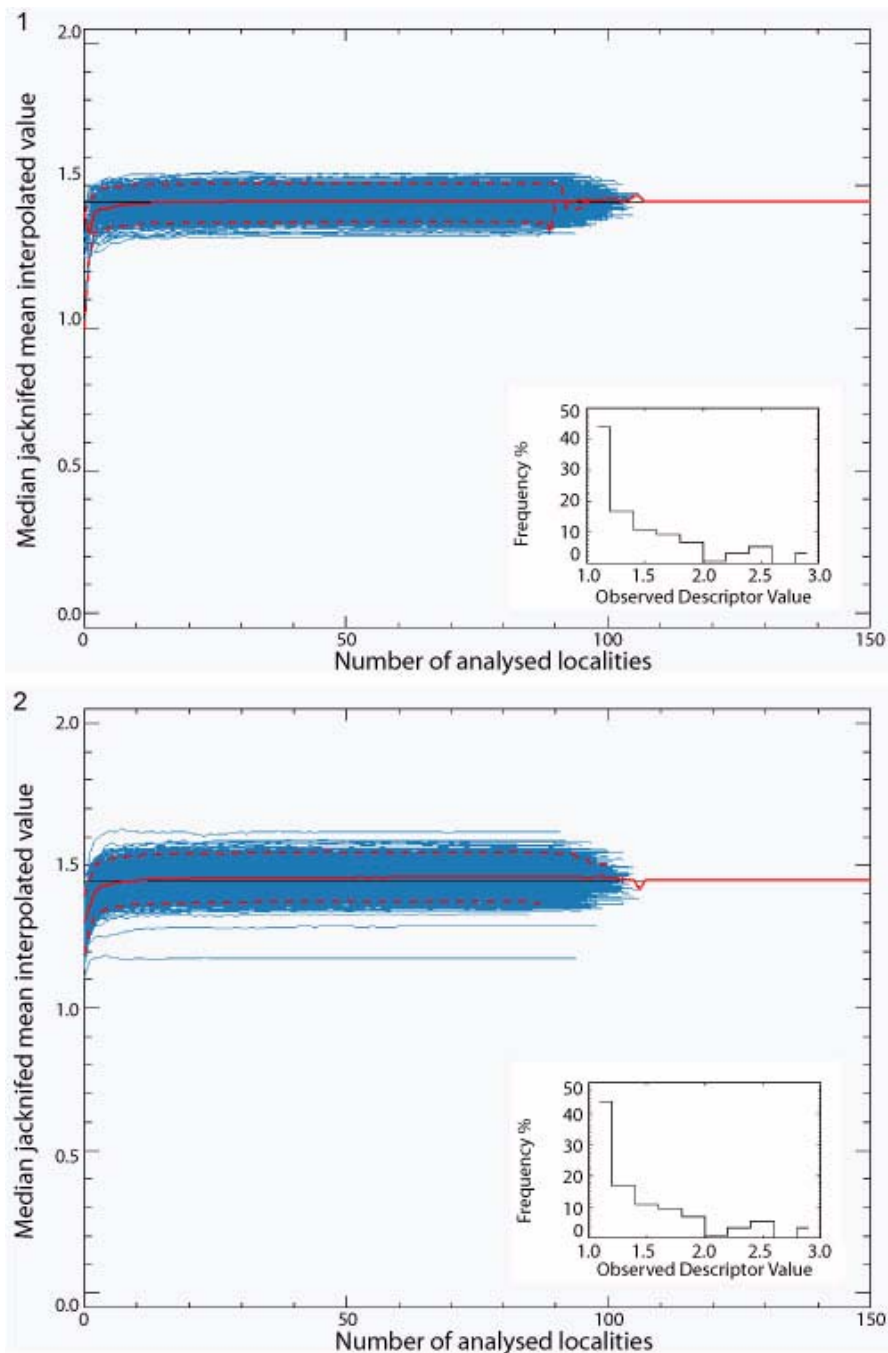 1
2.0
1.5
1.0
0.5
0.0
Median jacknifed mean interpolated value
0 50 100 150
Number of analysed localities
50
40
30
20
10
0
Frequency %
1.0 1.5 2.0 2.5 3.0
Observed Descriptor Value
2
2.0
1.5
1.0
0.5
0.0
Median jacknifed mean interpolated value
0 50 100 150
Number of analysed localities
50
40
30
20
10
0
Frequency %
1.0 1.5 2.0 2.5 3.0
Observed Descriptor Value